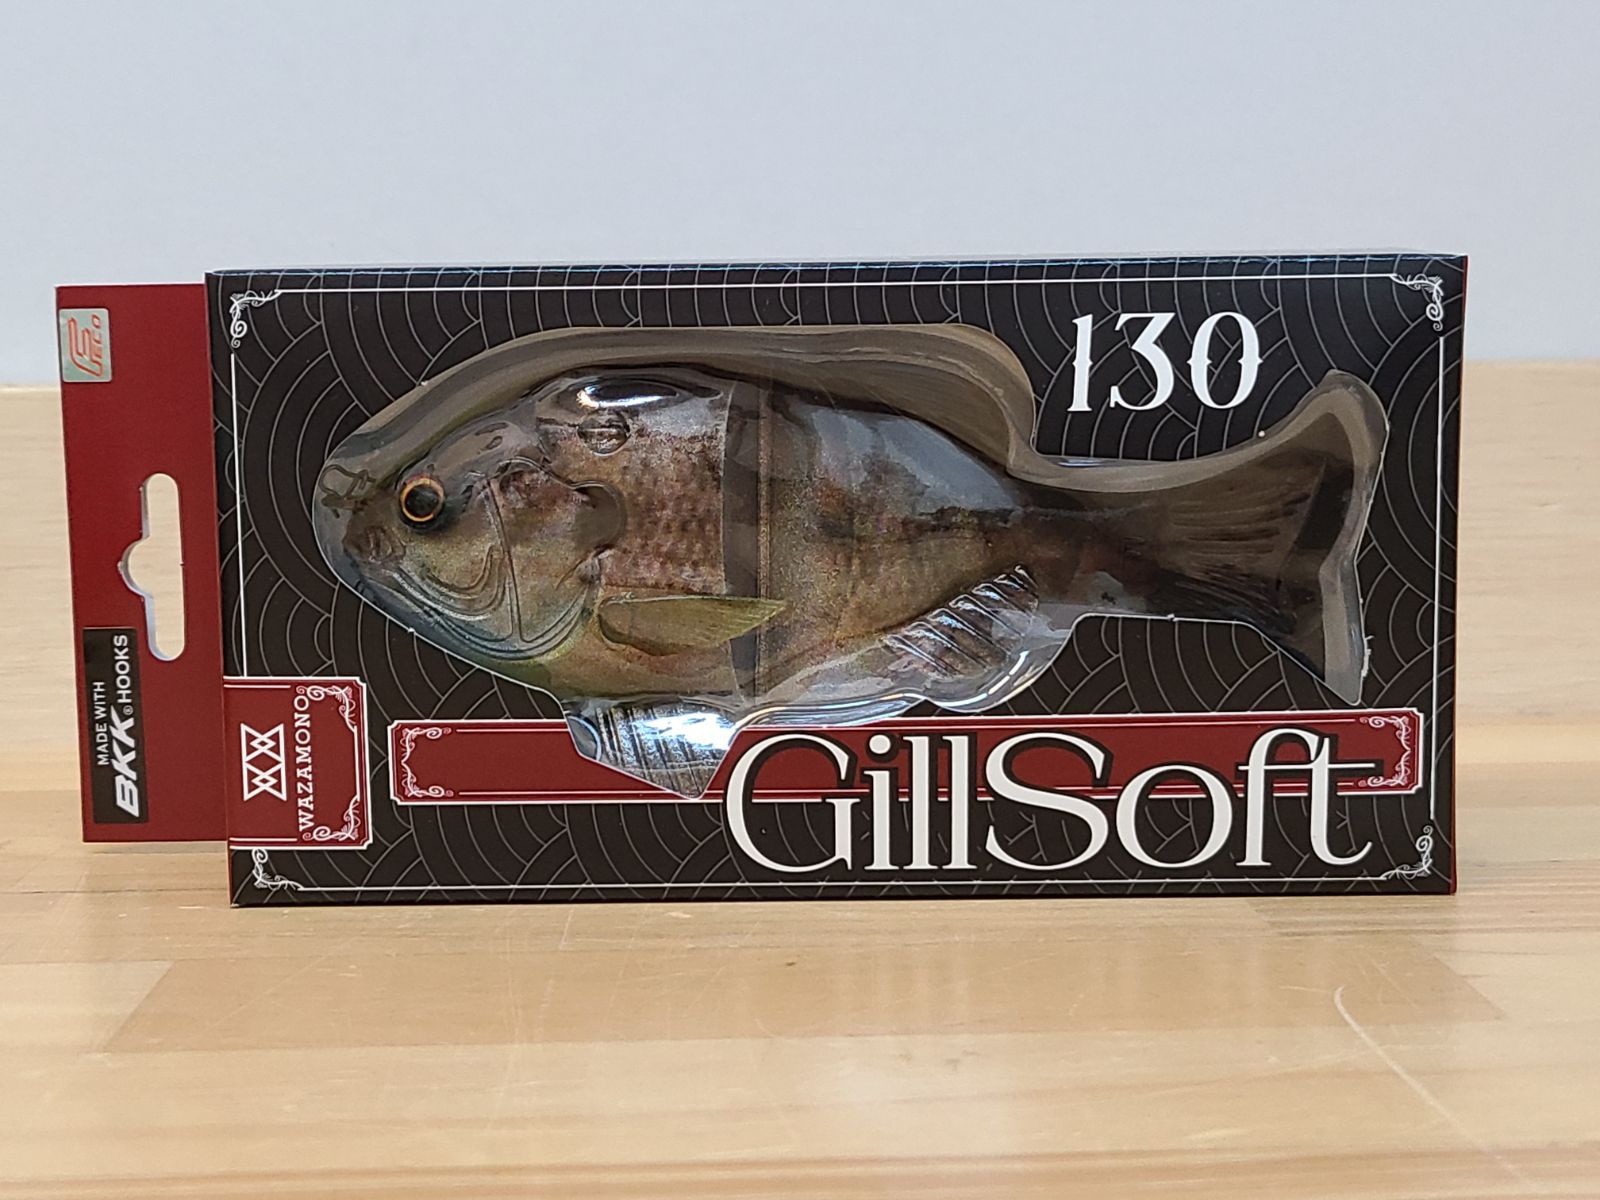 130
GillSoft
WAZAMONO
MADE WITH
BKK® HOOKS